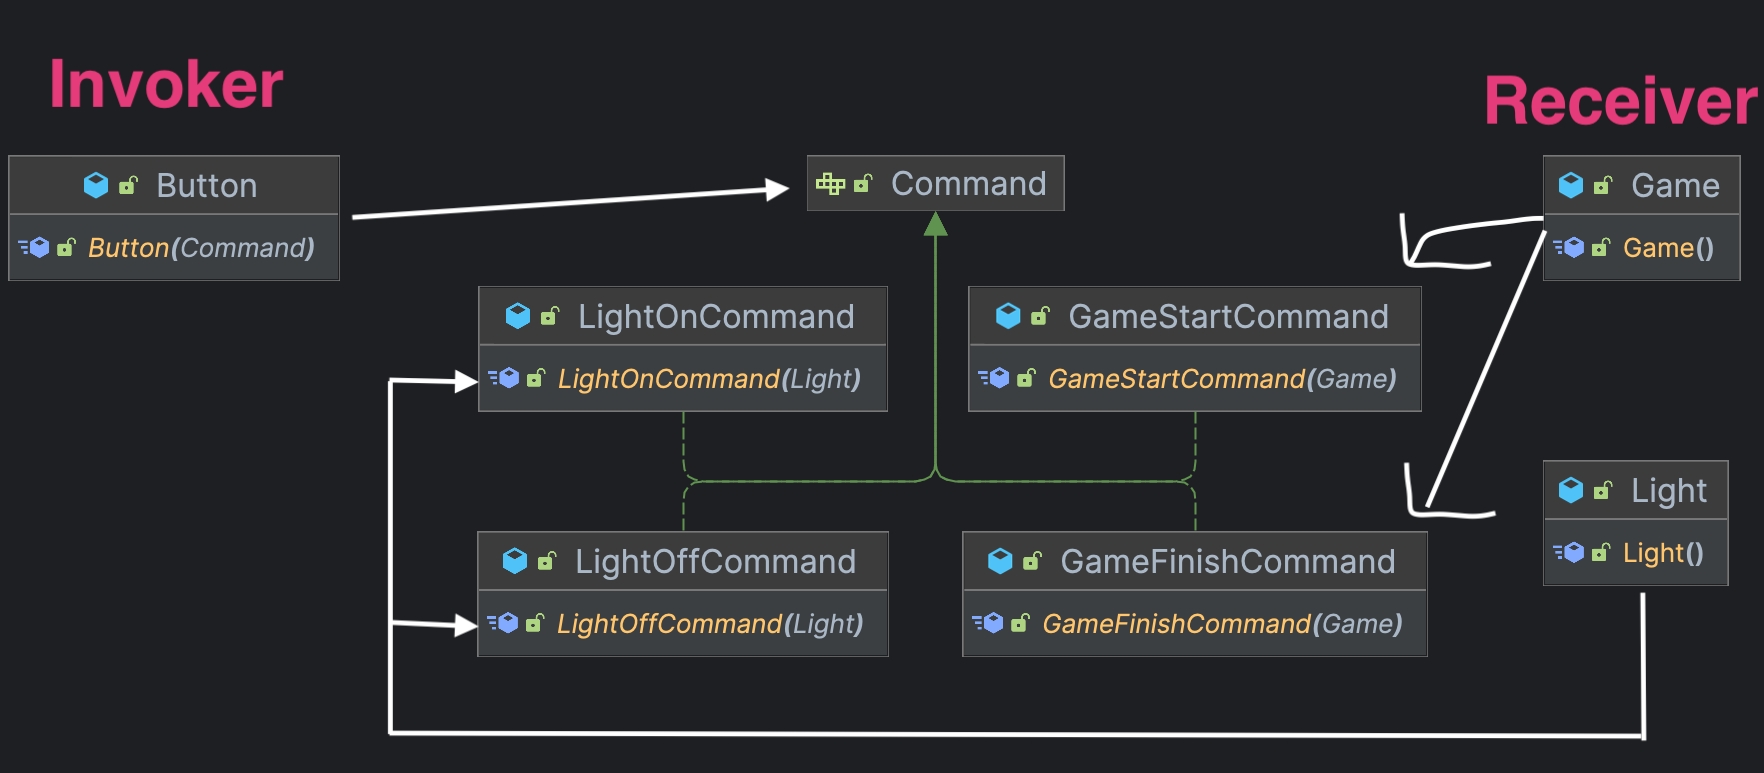 Invoker
Receiver
Button
Button(Command)
Command
Game
Game()
LightOnCommand
LightOnCommand(Light)
GameStartCommand
GameStartCommand(Game)
Light
Light()
LightOffCommand
LightOffCommand(Light)
GameFinishCommand
GameFinishCommand(Game)